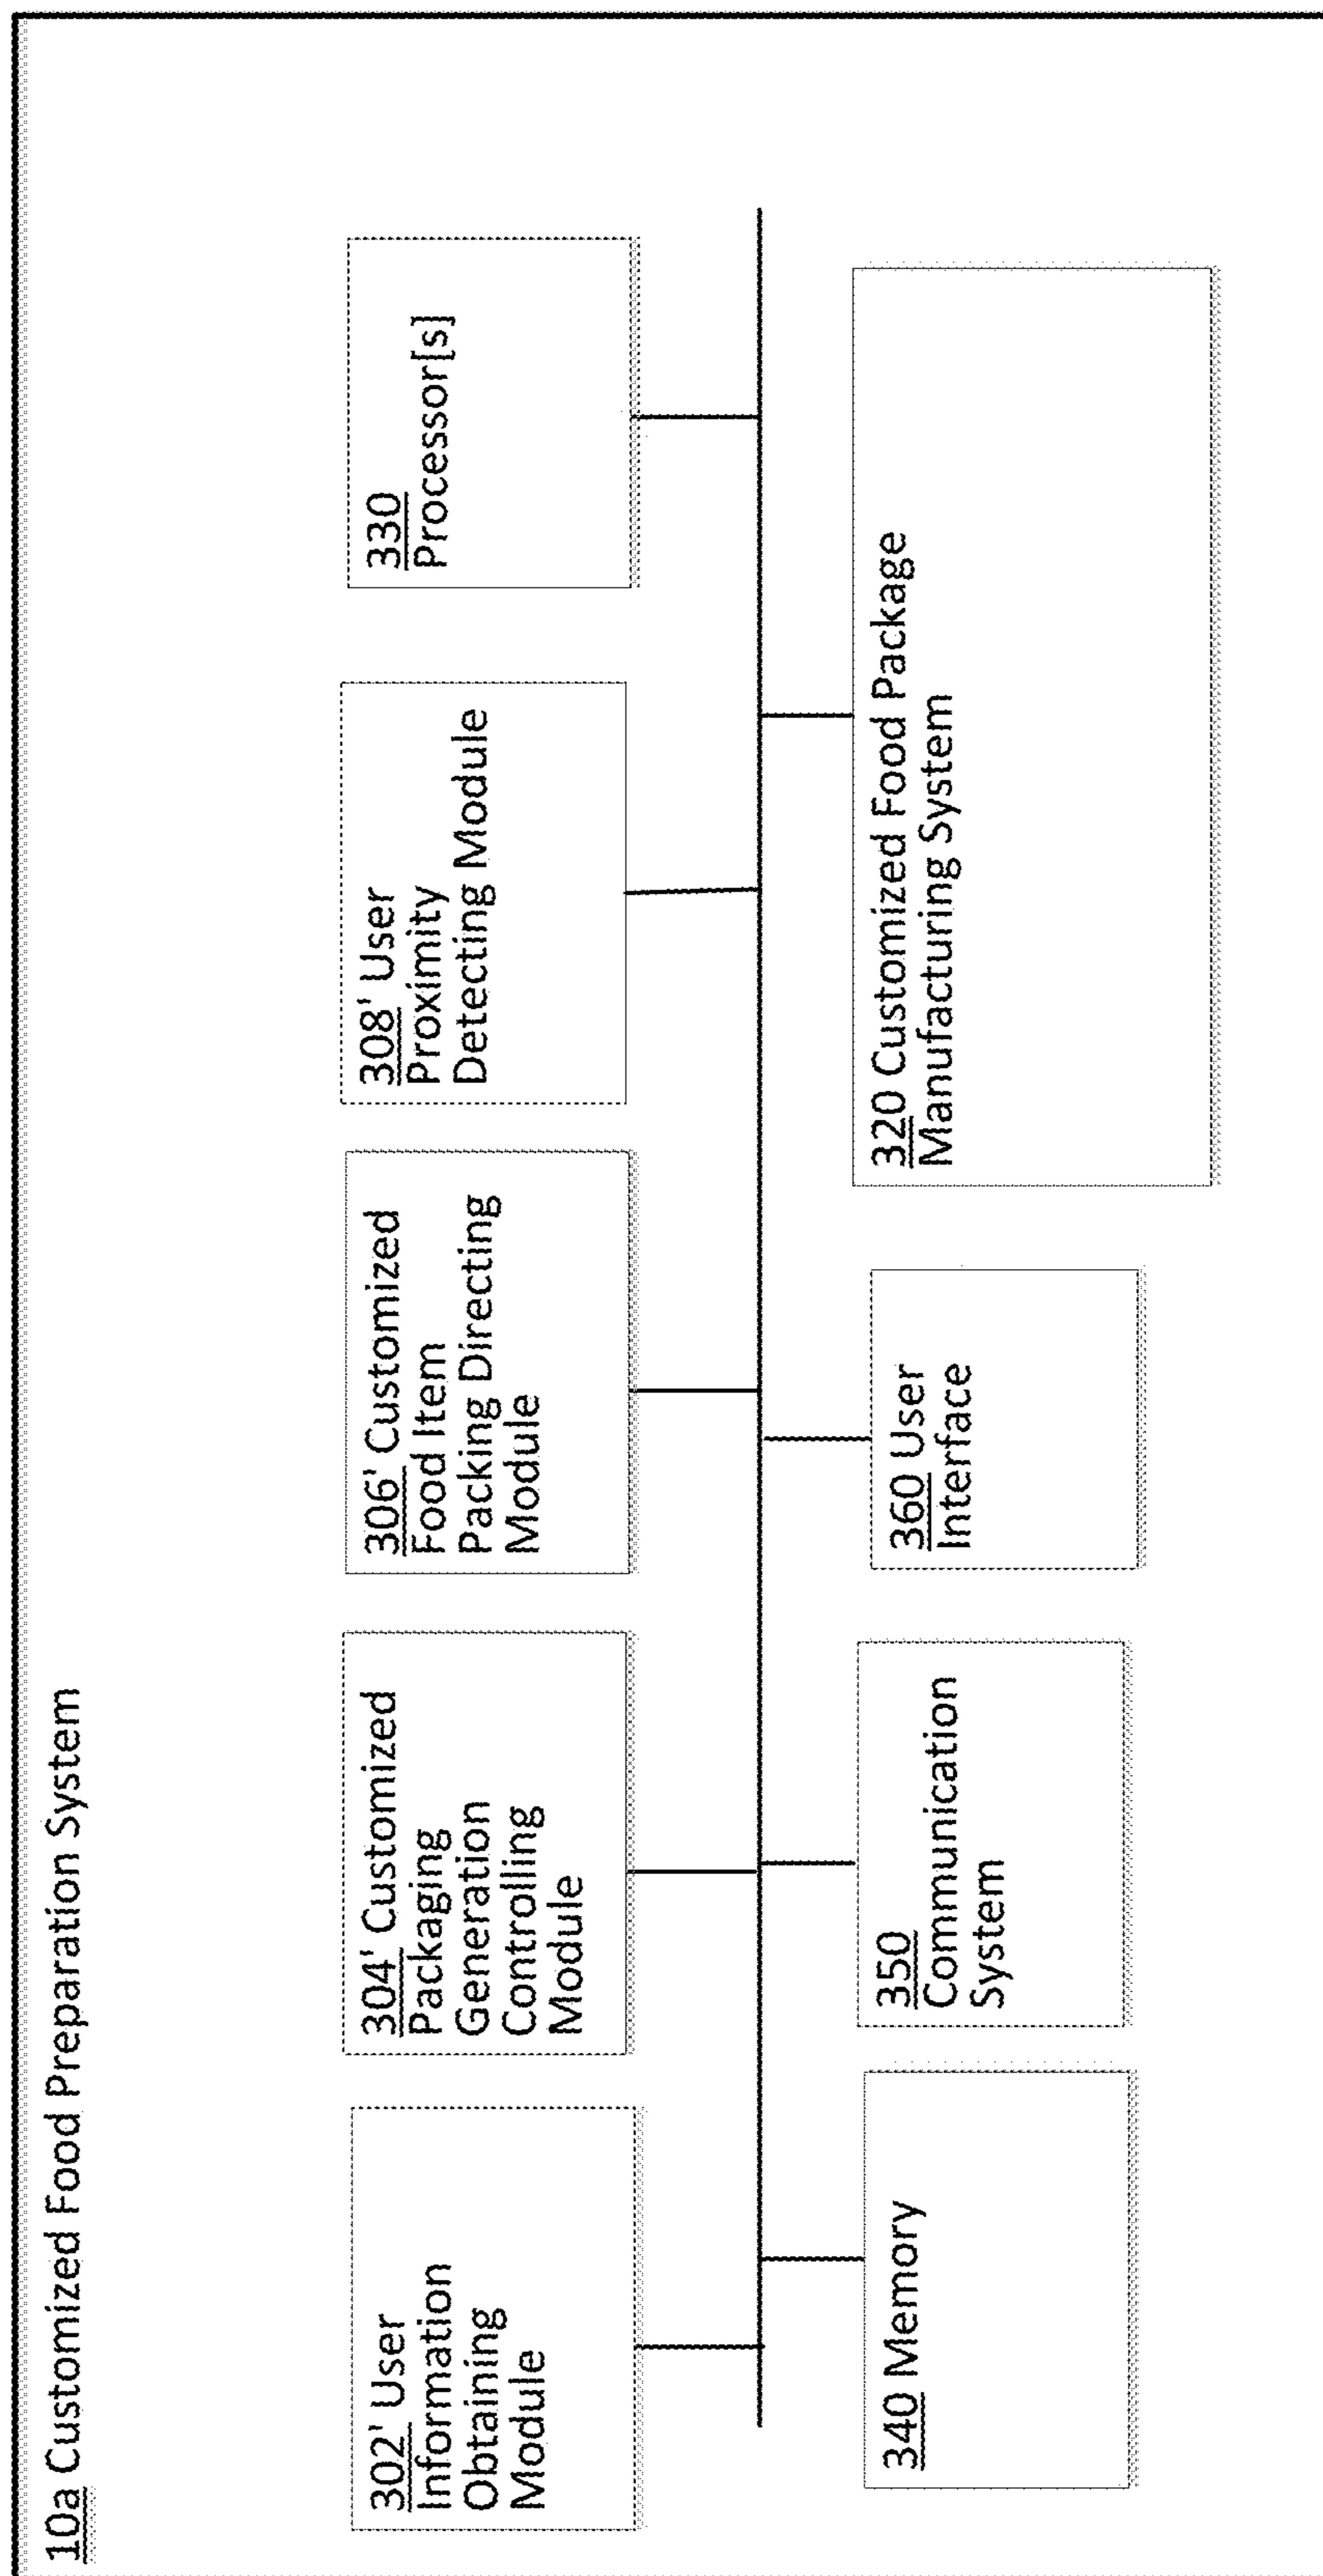 10a Customized Food Preparation System
302' User
Information
Obtaining
Module
304' Customized
Packaging
Generation
Controlling
Module
306' Customized
Food Item
Packing Directing
Module
308' User
Proximity
Detecting Module
330
Processor[s]
340 Memory
350
Communication
System
360 User
Interface
320 Customized Food Package
Manufacturing System